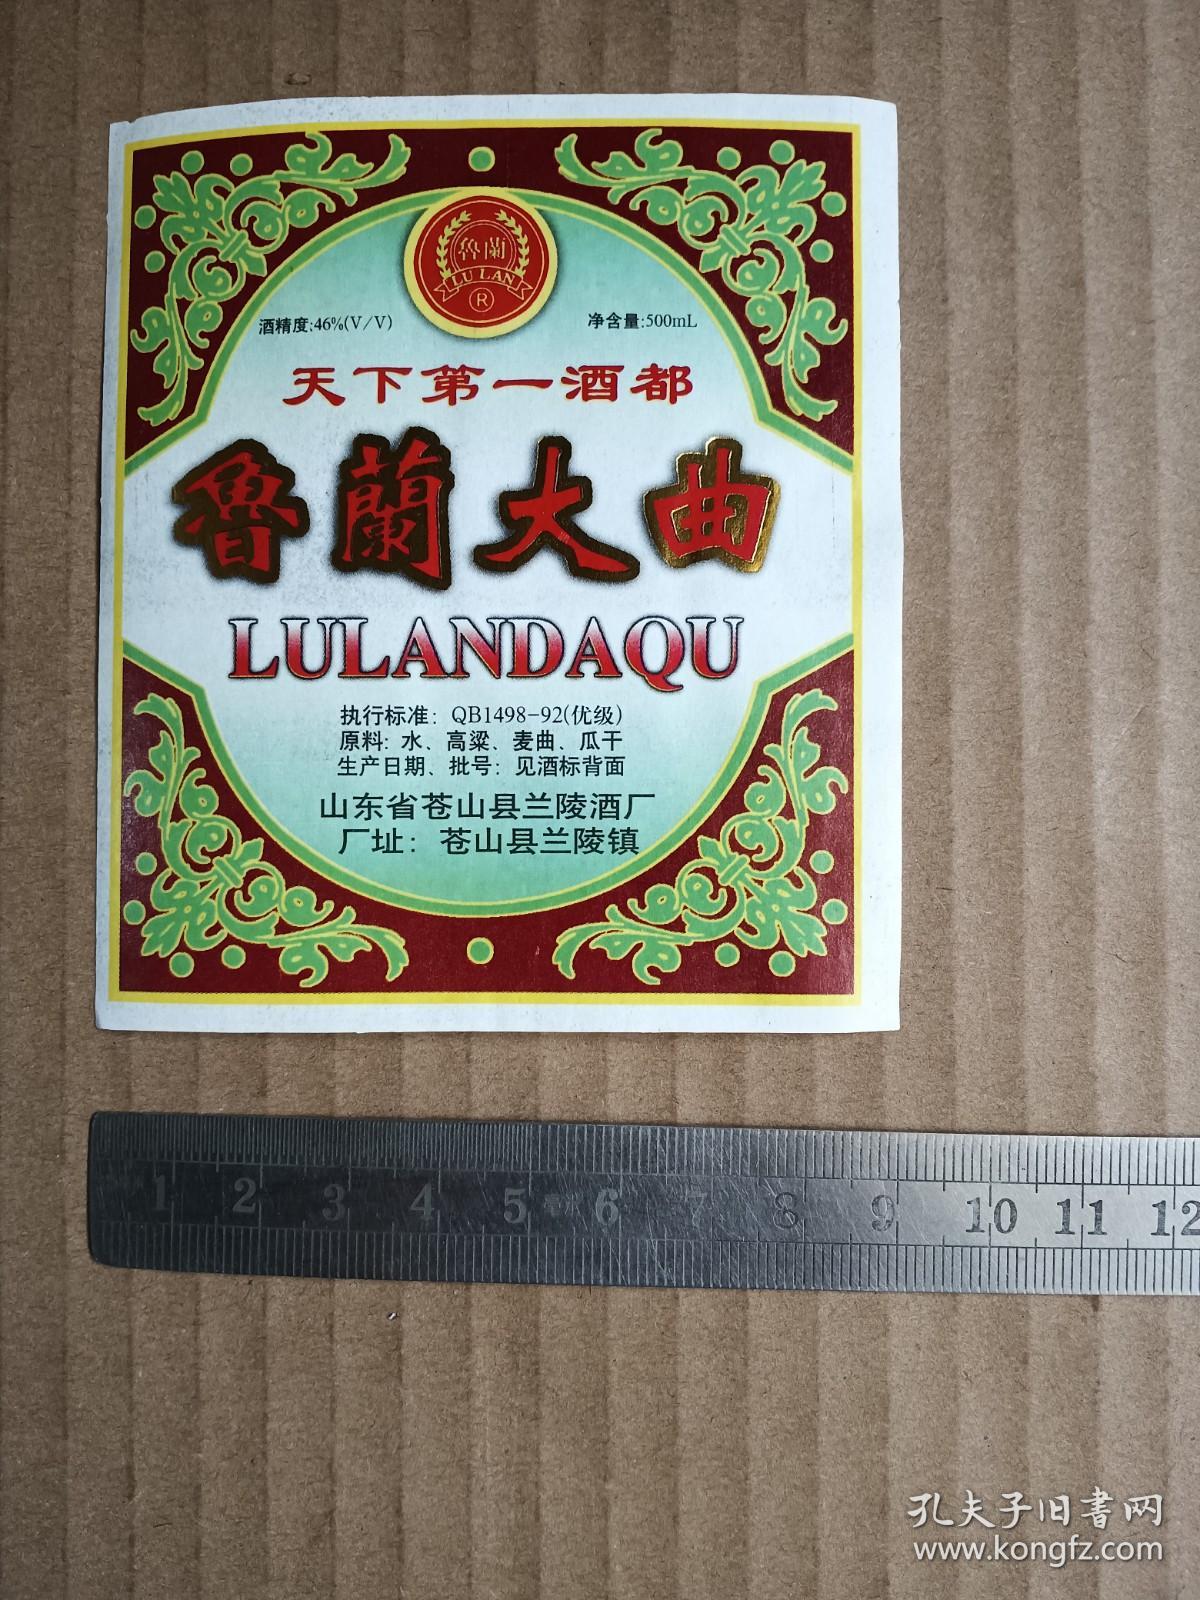 魯蘭
LU LAN
®
酒精度:46%(V/V)
净含量:500mL
天下第一酒都
魯蘭大曲
LULANDAQU
执行标准: QB1498-92(优级)
原料: 水、高粱、麦曲、瓜干
生产日期、批号: 见酒标背面
山东省苍山县兰陵酒厂
厂址: 苍山县兰陵镇
1 2 3 4 5 6 7 8 9 10 11 12
孔夫子旧書网
www.kongfz.com